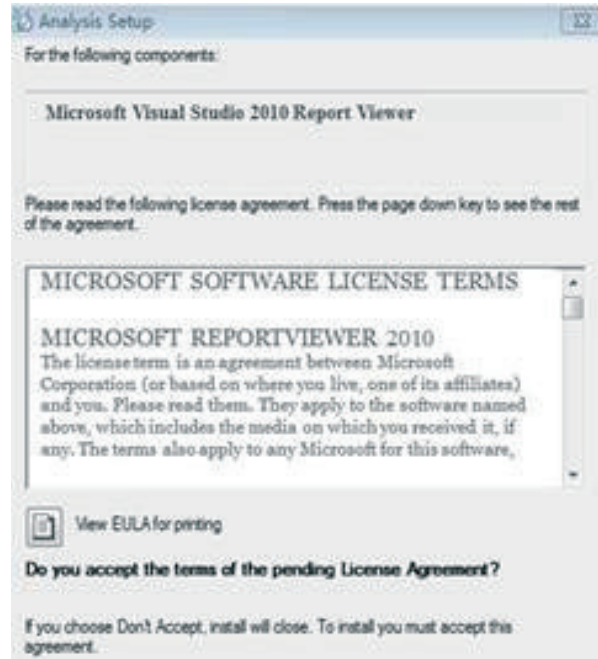 Analysis Setup
For the following components:
Microsoft Visual Studio 2010 Report Viewer
Please read the following license agreement. Press the page down key to see the rest
of the agreement.
MICROSOFT SOFTWARE LICENSE TERMS
MICROSOFT REPORTVIEWER 2010
The license term is an agreement between Microsoft
Corporation (or based on where you live, one of its affiliates)
and you. Please read them. They apply to the software named
above, which includes the media on which you received it, if
any. The terms also apply to any Microsoft for this software,
View EULA for printing
Do you accept the terms of the pending License Agreement?
If you choose Don't Accept, install will close. To install you must accept this
agreement.